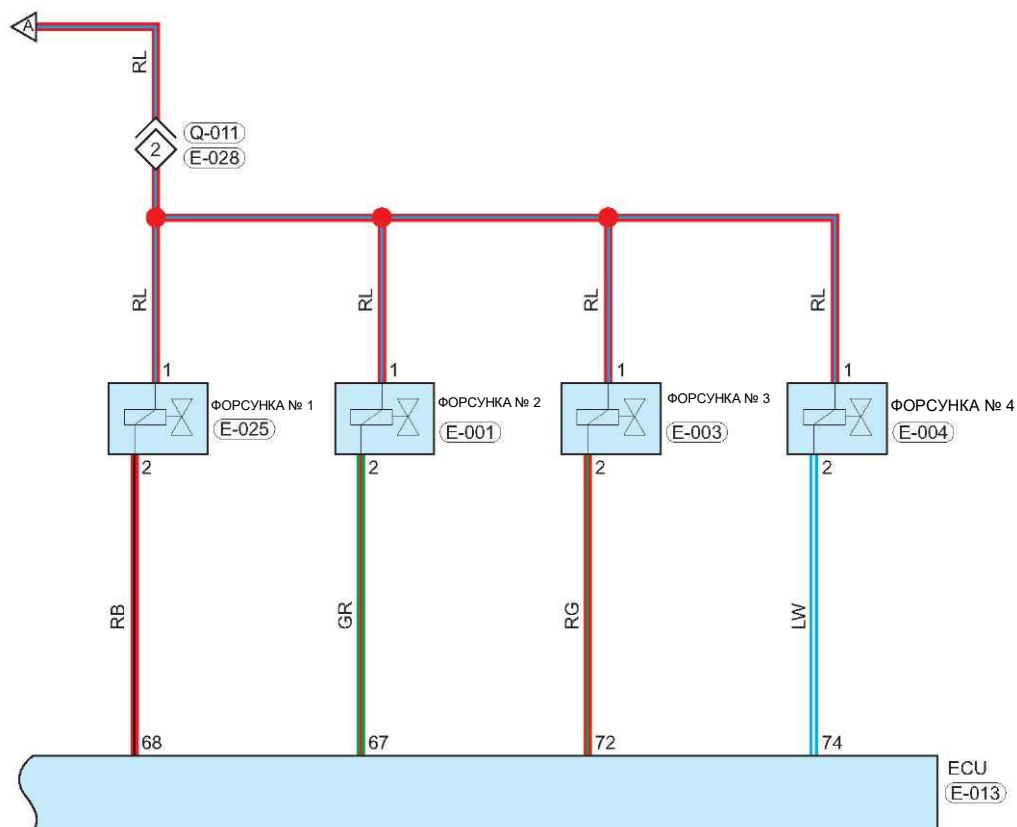 A
RL
Q-011
2
E-028
RL RL RL RL
1 1 1 1
ФОРСУНКА № 1
E-025
ФОРСУНКА № 2
E-001
ФОРСУНКА № 3
E-003
ФОРСУНКА № 4
E-004
2 2 2 2
RB GR RG LW
68 67 72 74
ECU
E-013